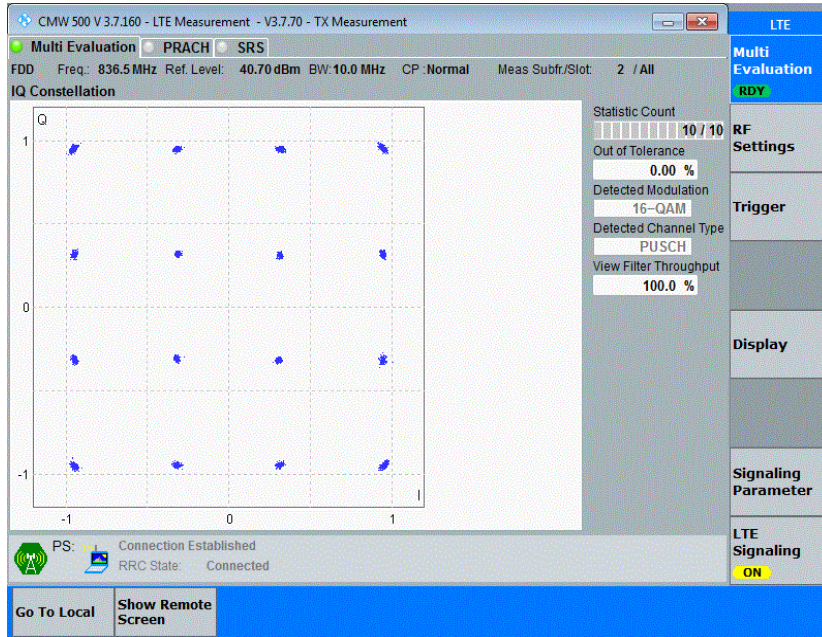 CMW 500 V 3.7.160 - LTE Measurement - V3.7.70 - TX Measurement
LTE
Multi Evaluation PRACH SRS
FDD Freq.: 836.5 MHz Ref. Level: 40.70 dBm BW: 10.0 MHz CP : Normal Meas Subfr./Slot: 2 / All
IQ Constellation
Q
1
0
-1
I
-1 0 1
Statistic Count
10 / 10
Out of Tolerance
0.00 %
Detected Modulation
16-QAM
Detected Channel Type
PUSCH
View Filter Throughput
100.0 %
Multi
Evaluation
RDY
RF
Settings
Trigger
Display
Signaling
Parameter
LTE
Signaling
ON
PS: Connection Established
RRC State: Connected
Go To Local
Show Remote
Screen